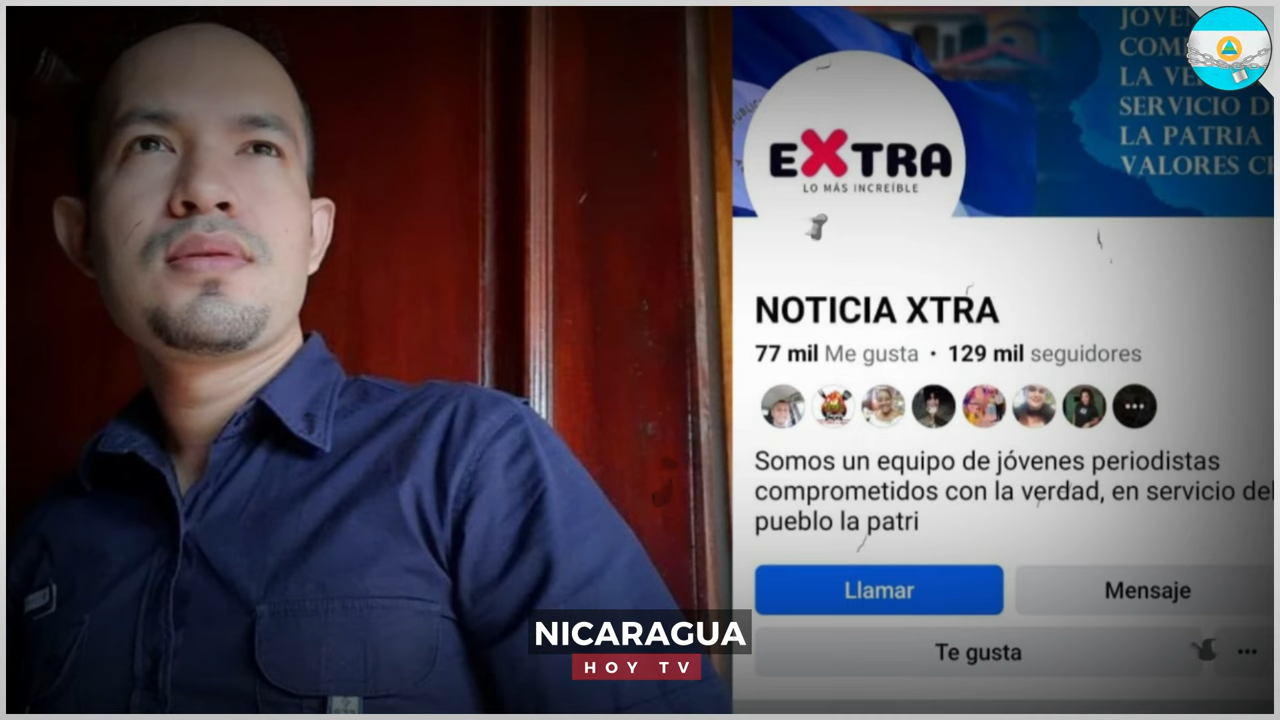 JOVEN
COM
LA VE
SERVICIO D
LA PATRIA
VALORES C
EXTRA
LO MÁS INCREÍBLE
NOTICIA XTRA
77 mil Me gusta · 129 mil seguidores
Somos un equipo de jóvenes periodistas
comprometidos con la verdad, en servicio del
pueblo la patri
Llamar
Mensaje
Te gusta
NICARAGUA
HOY TV